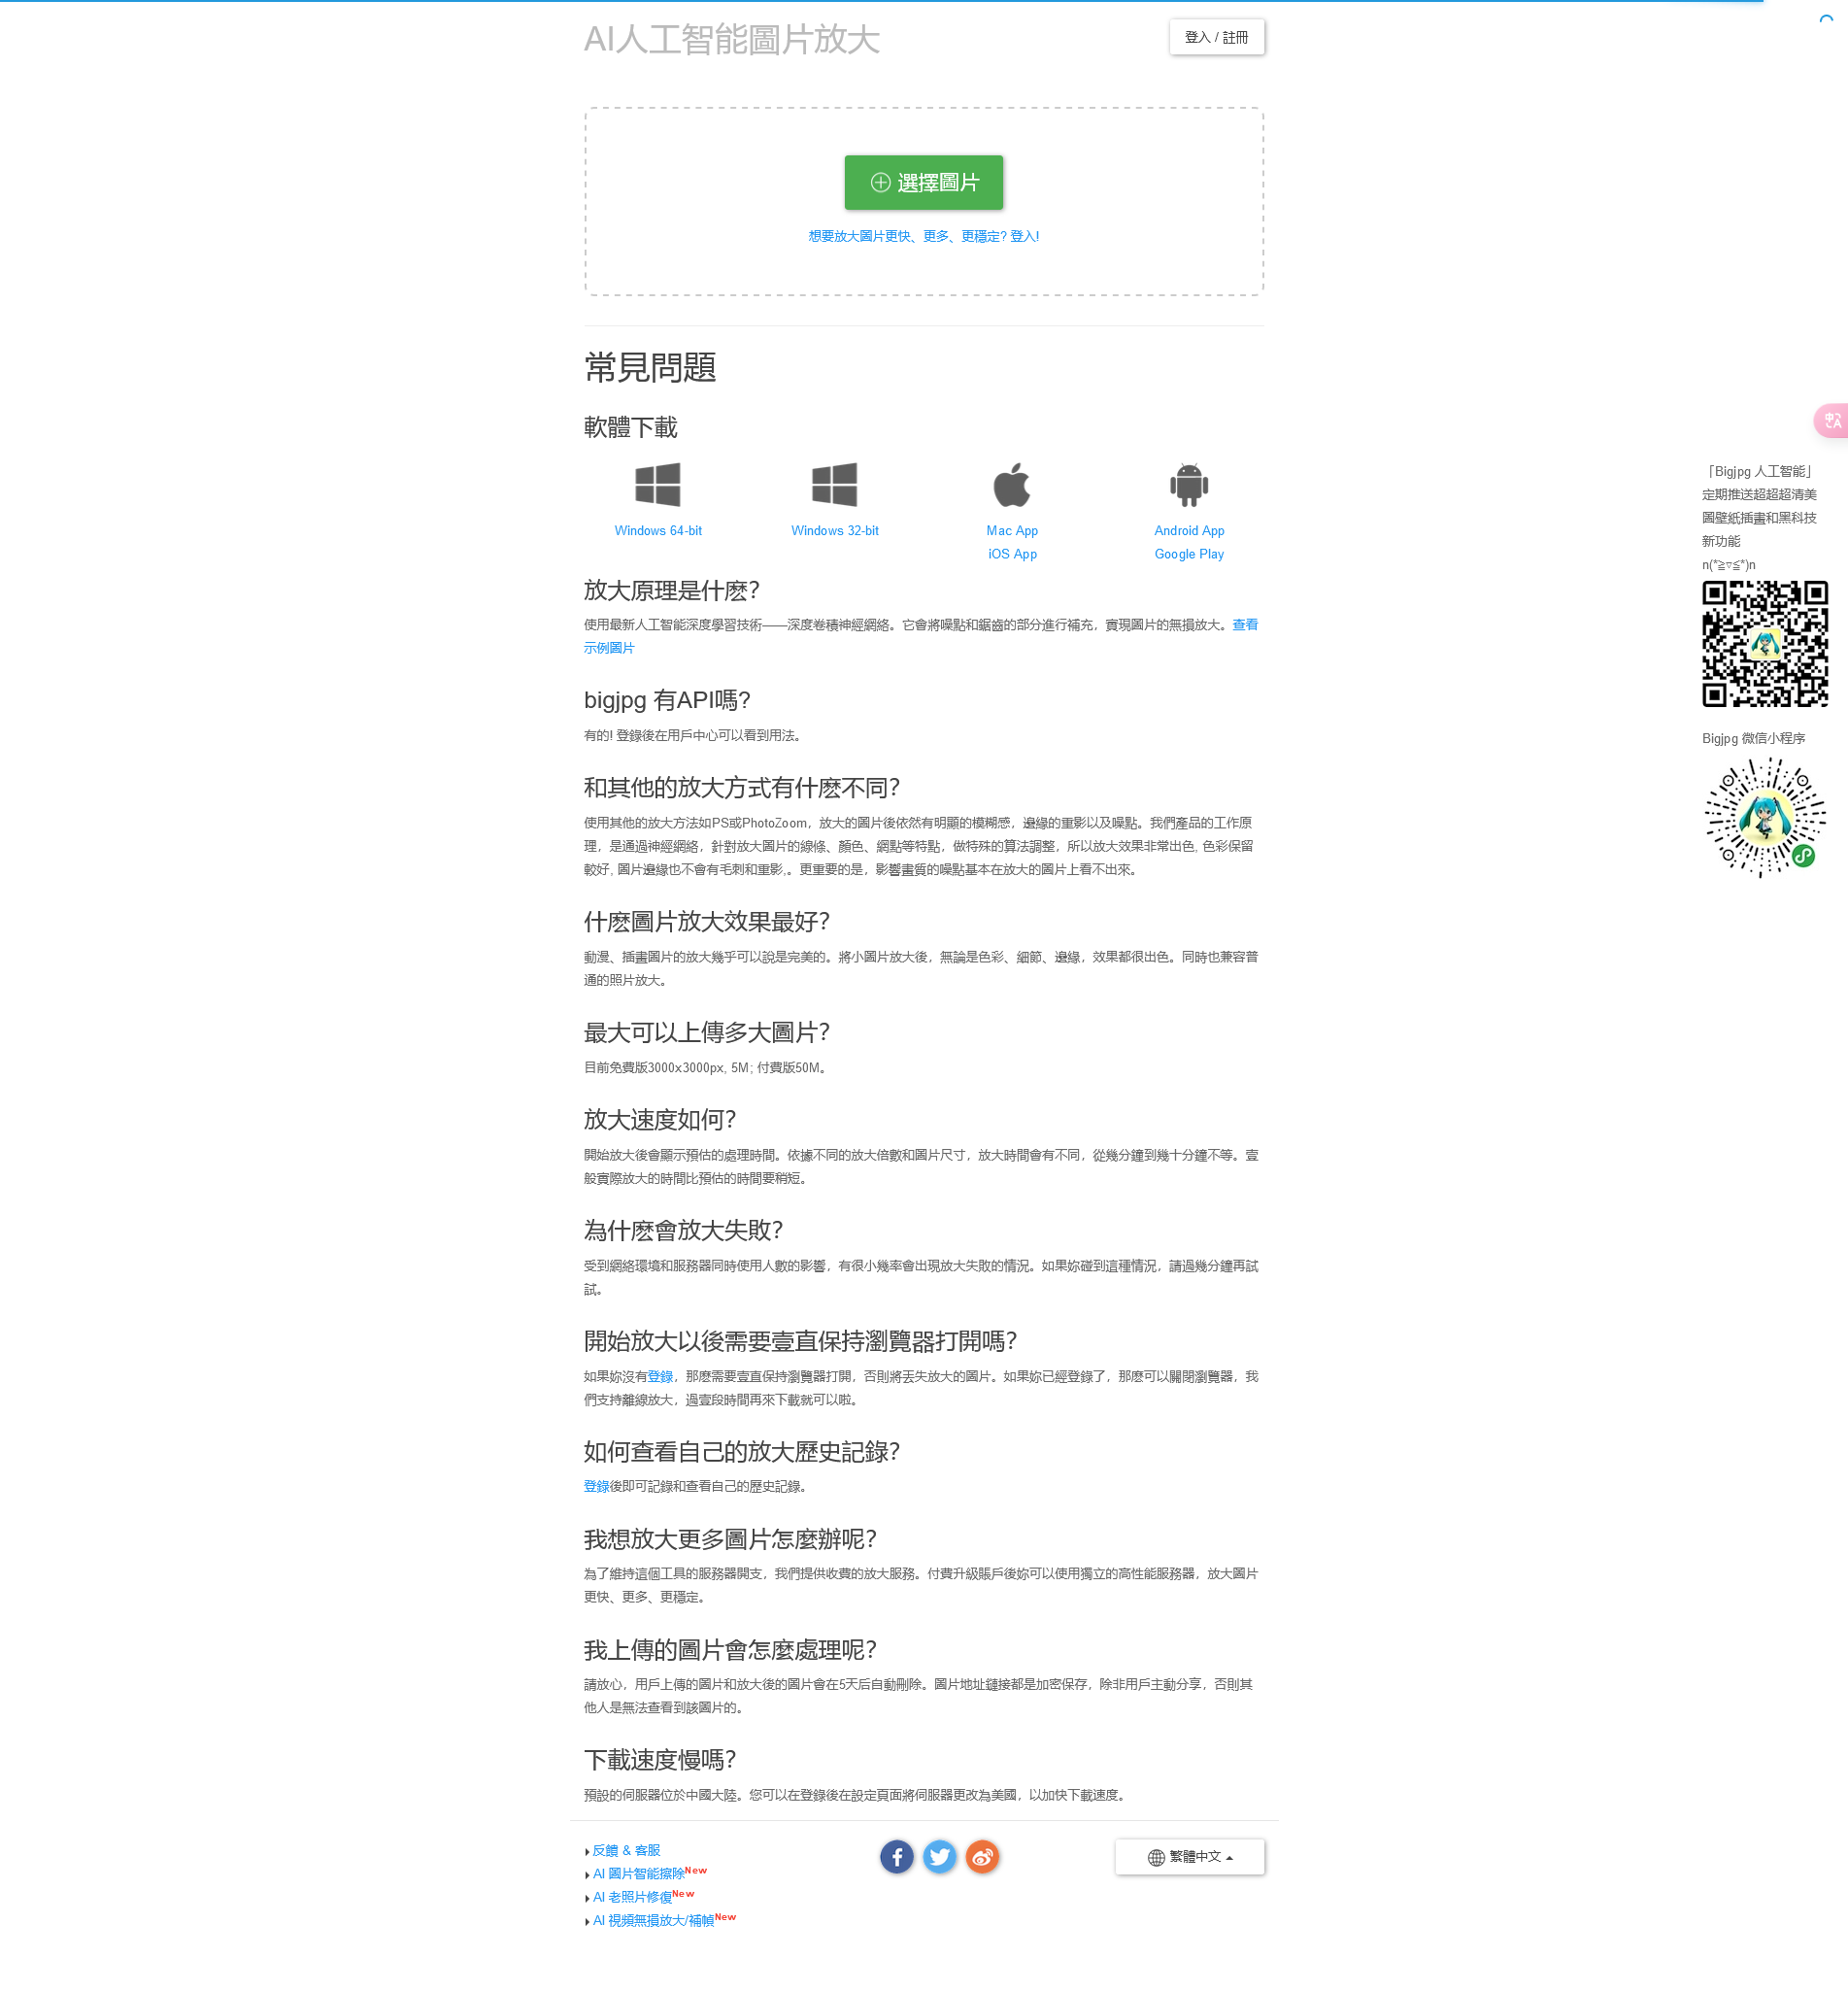 AI人工智能圖片放大
登入 / 註冊
選擇圖片
想要放大圖片更快、更多、更穩定? 登入!
常見問題
軟體下載
Windows 64-bit
Windows 32-bit
Mac App
iOS App
Android App
Google Play
放大原理是什麽?
使用最新人工智能深度學習技術——深度卷積神經網絡。它會將噪點和鋸齒的部分進行補充，實現圖片的無損放大。查看
示例圖片
bigjpg 有API嗎?
有的! 登錄後在用戶中心可以看到用法。
和其他的放大方式有什麽不同?
使用其他的放大方法如PS或PhotoZoom，放大的圖片後依然有明顯的模糊感，邊緣的重影以及噪點。我們產品的工作原
理，是通過神經網絡，針對放大圖片的線條、顏色、網點等特點，做特殊的算法調整，所以放大效果非常出色, 色彩保留
較好, 圖片邊緣也不會有毛刺和重影,。更重要的是，影響畫質的噪點基本在放大的圖片上看不出來。
什麽圖片放大效果最好?
動漫、插畫圖片的放大幾乎可以說是完美的。將小圖片放大後，無論是色彩、細節、邊緣，效果都很出色。同時也兼容普
通的照片放大。
最大可以上傳多大圖片?
目前免費版3000x3000px, 5M; 付費版50M。
放大速度如何?
開始放大後會顯示預估的處理時間。依據不同的放大倍數和圖片尺寸，放大時間會有不同，從幾分鐘到幾十分鐘不等。壹
般實際放大的時間比預估的時間要稍短。
為什麽會放大失敗?
受到網絡環境和服務器同時使用人數的影響，有很小幾率會出現放大失敗的情況。如果妳碰到這種情況，請過幾分鐘再試
試。
開始放大以後需要壹直保持瀏覽器打開嗎?
如果妳沒有登錄，那麽需要壹直保持瀏覽器打開，否則將丟失放大的圖片。如果妳已經登錄了，那麽可以關閉瀏覽器，我
們支持離線放大，過壹段時間再來下載就可以啦。
如何查看自己的放大歷史記錄?
登錄後即可記錄和查看自己的歷史記錄。
我想放大更多圖片怎麼辦呢?
為了維持這個工具的服務器開支，我們提供收費的放大服務。付費升級賬戶後妳可以使用獨立的高性能服務器，放大圖片
更快、更多、更穩定。
我上傳的圖片會怎麼處理呢?
請放心，用戶上傳的圖片和放大後的圖片會在5天后自動刪除。圖片地址鏈接都是加密保存，除非用戶主動分享，否則其
他人是無法查看到該圖片的。
下載速度慢嗎?
預設的伺服器位於中國大陸。您可以在登錄後在設定頁面將伺服器更改為美國，以加快下載速度。
反饋 & 客服
AI 圖片智能擦除New
AI 老照片修復New
AI 視頻無損放大/補幀New
繁體中文
「Bigjpg 人工智能」
定期推送超超超清美
圖壁紙插畫和黑科技
新功能
n(*≧▽≦*)n
Bigjpg 微信小程序